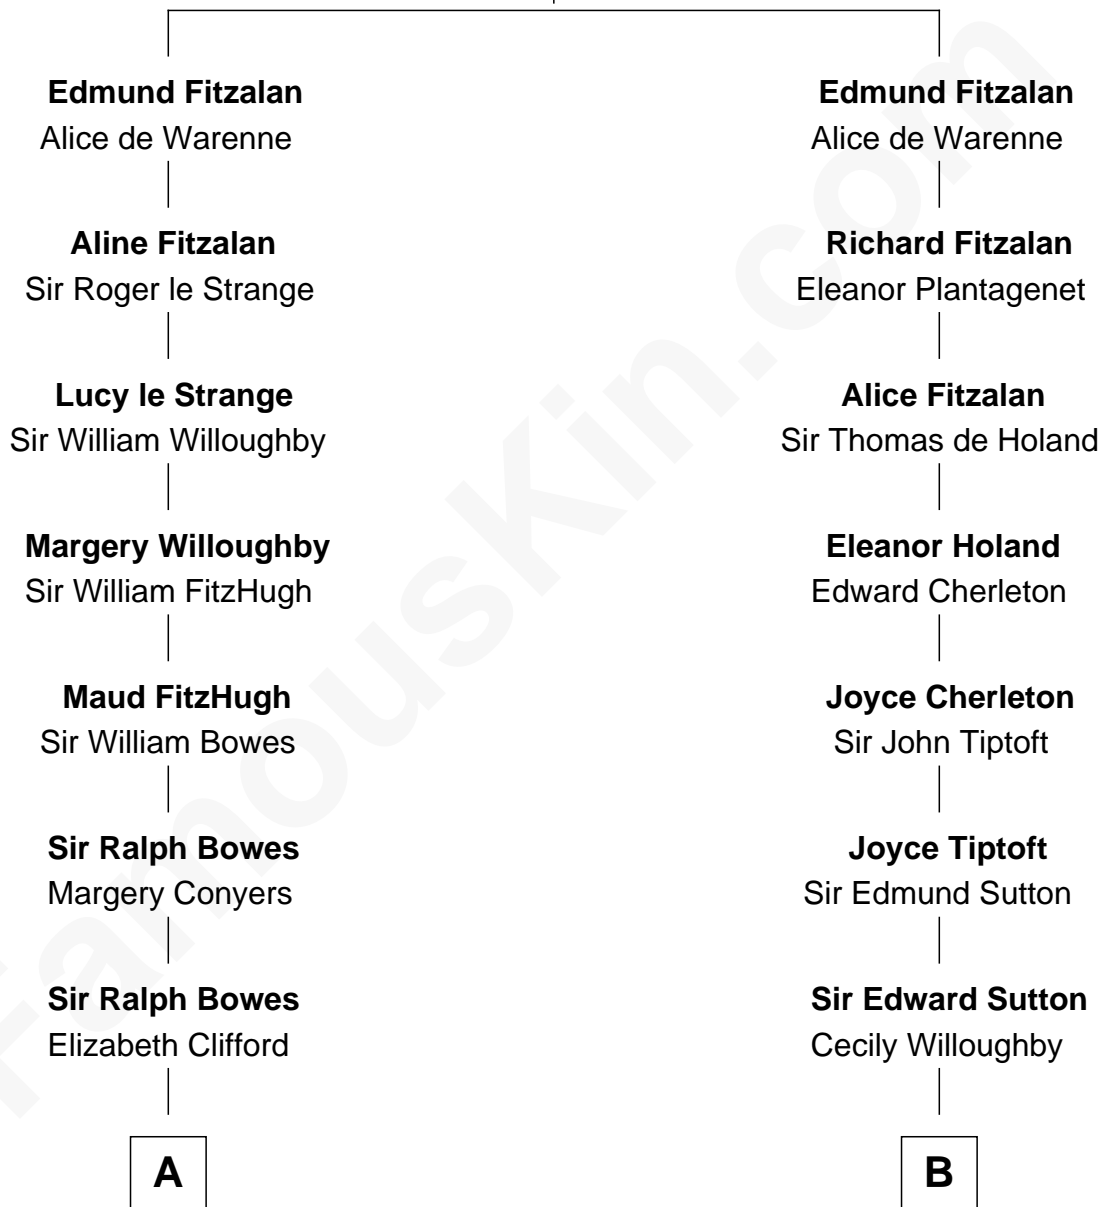 Edmund Fitzalan
Alice de Warenne
Aline Fitzalan
Sir Roger le Strange
Lucy le Strange
Sir William Willoughby
Margery Willoughby
Sir William FitzHugh
Maud FitzHugh
Sir William Bowes
Sir Ralph Bowes
Margery Conyers
Sir Ralph Bowes
Elizabeth Clifford
A
Edmund Fitzalan
Alice de Warenne
Richard Fitzalan
Eleanor Plantagenet
Alice Fitzalan
Sir Thomas de Holand
Eleanor Holand
Edward Cherleton
Joyce Cherleton
Sir John Tiptoft
Joyce Tiptoft
Sir Edmund Sutton
Sir Edward Sutton
Cecily Willoughby
B
FamousKin.com